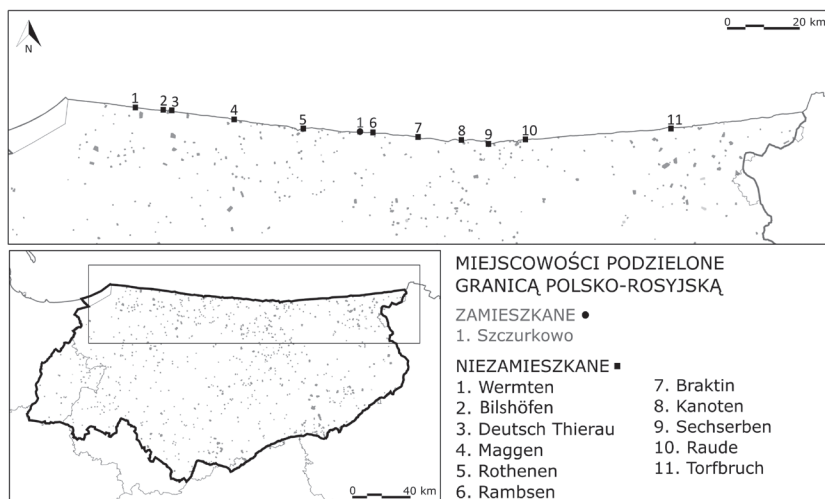 0 20 km
N
1 2 3 4 5 1 6 7 8 9 10 11
MIEJSCOWOŚCI PODZIELONE
GRANICĄ POLSKO-ROSYJSKĄ
ZAMIESZKANE
1. Szczurkowo
NIEZAMIESZKANE
1. Wermten
2. Bilshöfen
3. Deutsch Thierau
4. Maggen
5. Rothenen
6. Rambsen
7. Braktin
8. Kanoten
9. Sechserben
10. Raude
11. Torfbruch
0 40 km